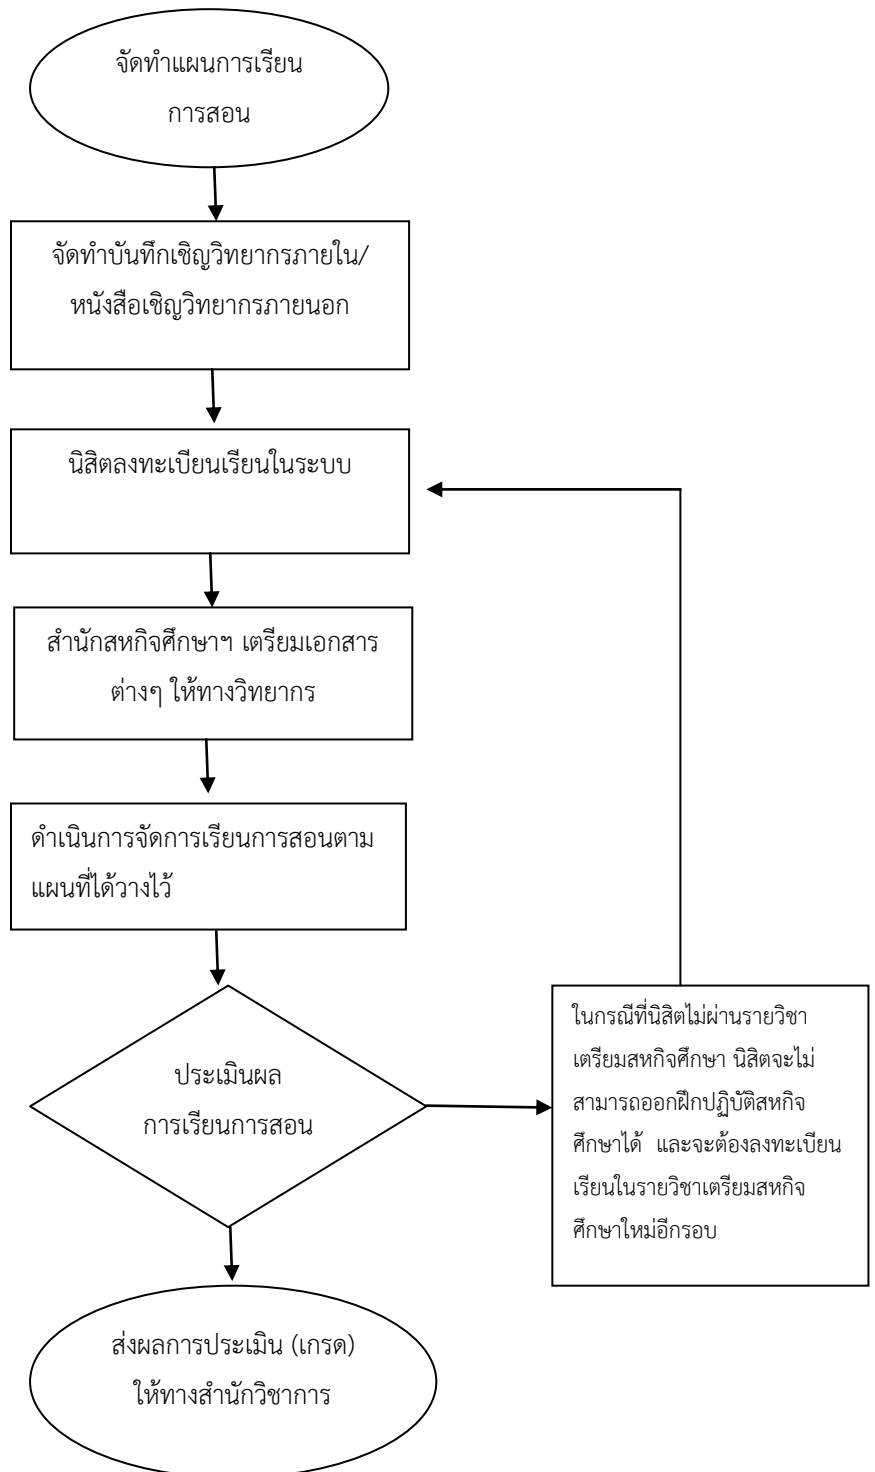 จัดทำแผนการเรียน
การสอน
จัดทำบันทึกเชิญวิทยากรภายใน/
หนังสือเชิญวิทยากรภายนอก
นิสิตลงทะเบียนเรียนในระบบ
สำนักสหกิจศึกษาฯ เตรียมเอกสาร
ต่างๆ ให้ทางวิทยากร
ดำเนินการจัดการเรียนการสอนตาม
แผนที่ได้วางไว้
ประเมินผล
การเรียนการสอน
ในกรณีที่นิสิตไม่ผ่านรายวิชา
เตรียมสหกิจศึกษา นิสิตจะไม่
สามารถออกฝึกปฏิบัติสหกิจ
ศึกษาได้ และจะต้องลงทะเบียน
เรียนในรายวิชาเตรียมสหกิจ
ศึกษาใหม่อีกรอบ
ส่งผลการประเมิน (เกรด)
ให้ทางสำนักวิชาการ